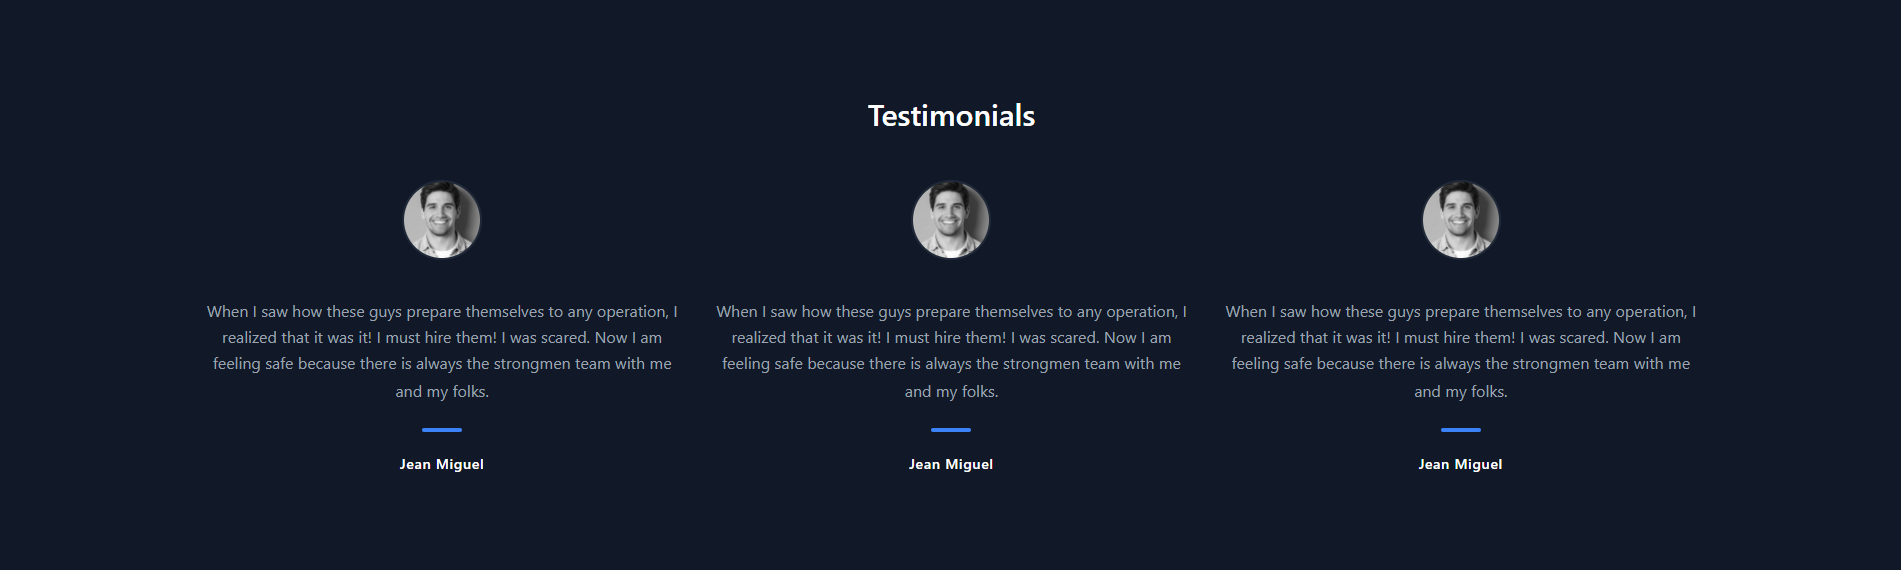 Testimonials
When I saw how these guys prepare themselves to any operation, I
realized that it was it! I must hire them! I was scared. Now I am
feeling safe because there is always the strongmen team with me
and my folks.
Jean Miguel
When I saw how these guys prepare themselves to any operation, I
realized that it was it! I must hire them! I was scared. Now I am
feeling safe because there is always the strongmen team with me
and my folks.
Jean Miguel
When I saw how these guys prepare themselves to any operation, I
realized that it was it! I must hire them! I was scared. Now I am
feeling safe because there is always the strongmen team with me
and my folks.
Jean Miguel